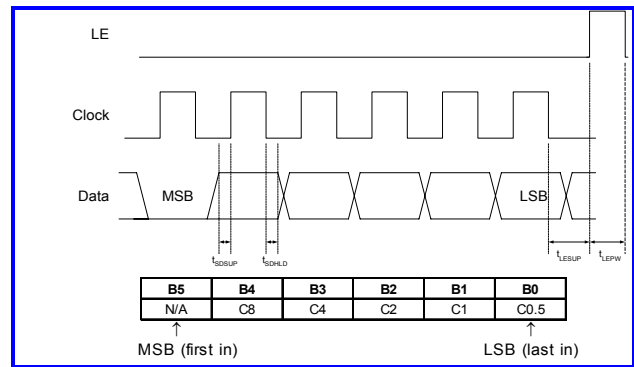 LE
Clock
Data MSB LSB
tSDSUP tSDHLD tLESUP tLEPW
B5 B4 B3 B2 B1 B0
N/A C8 C4 C2 C1 C0.5
↑ ↑
MSB (first in) LSB (last in)